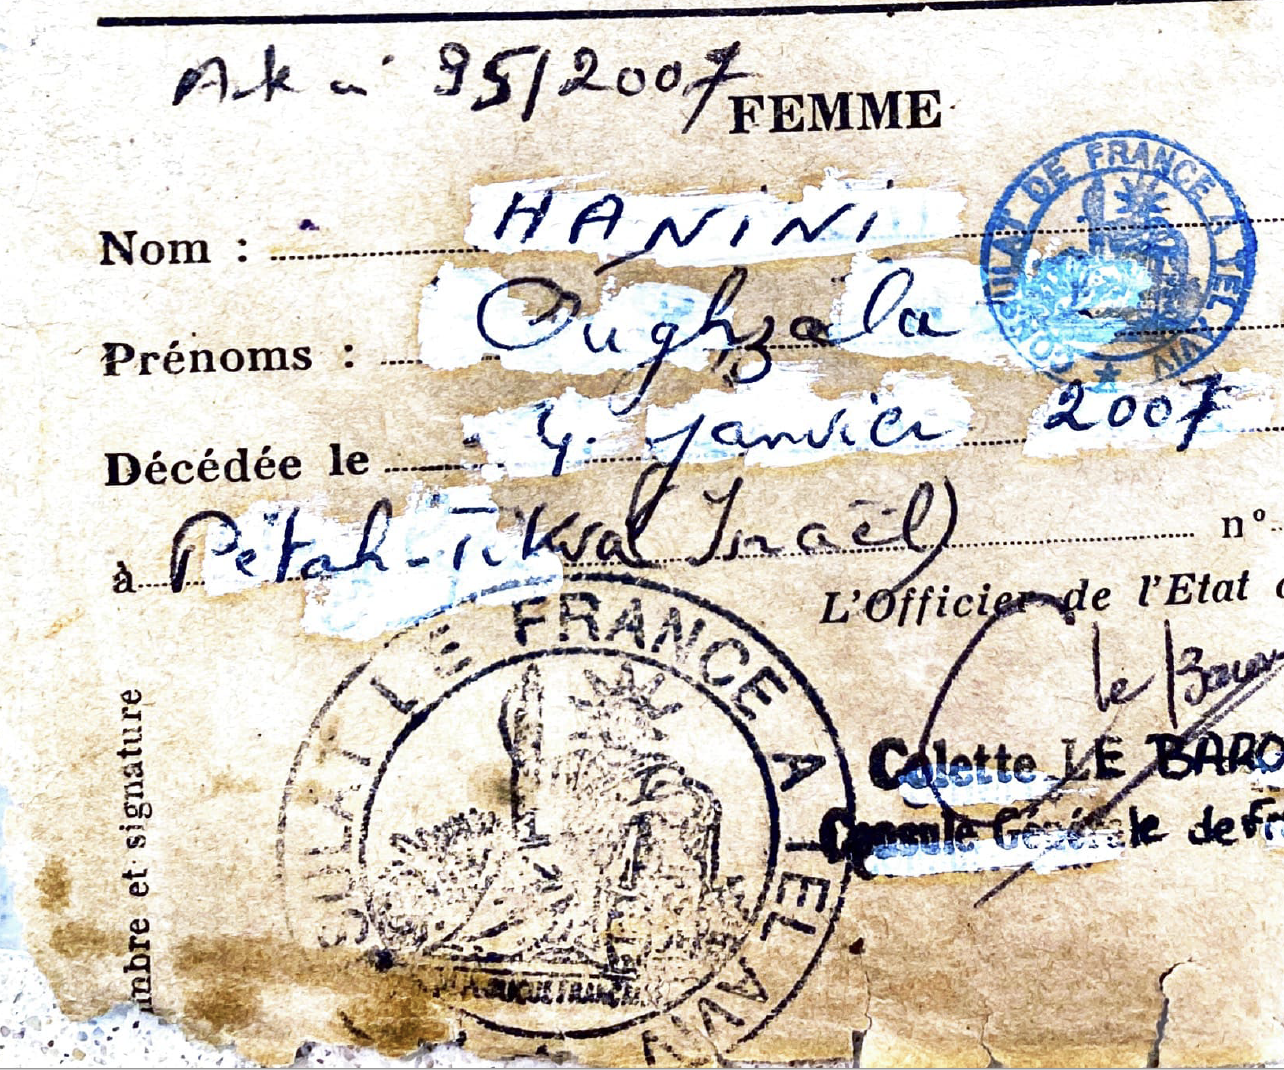 Ak n° 95/2007
FEMME
Nom : HANINI
Prénoms : Oughzala
CONSULAT DE FRANCE A TEL AVIV
Décédée le 4 janvier 2007
à Petah-Tikva (Israël) n°
L'Officier de l'Etat
le Baron
CONSULAT DE FRANCE A TEL AVIV
Colette LE BARO
Consule Générale de Fra
mbre et signature